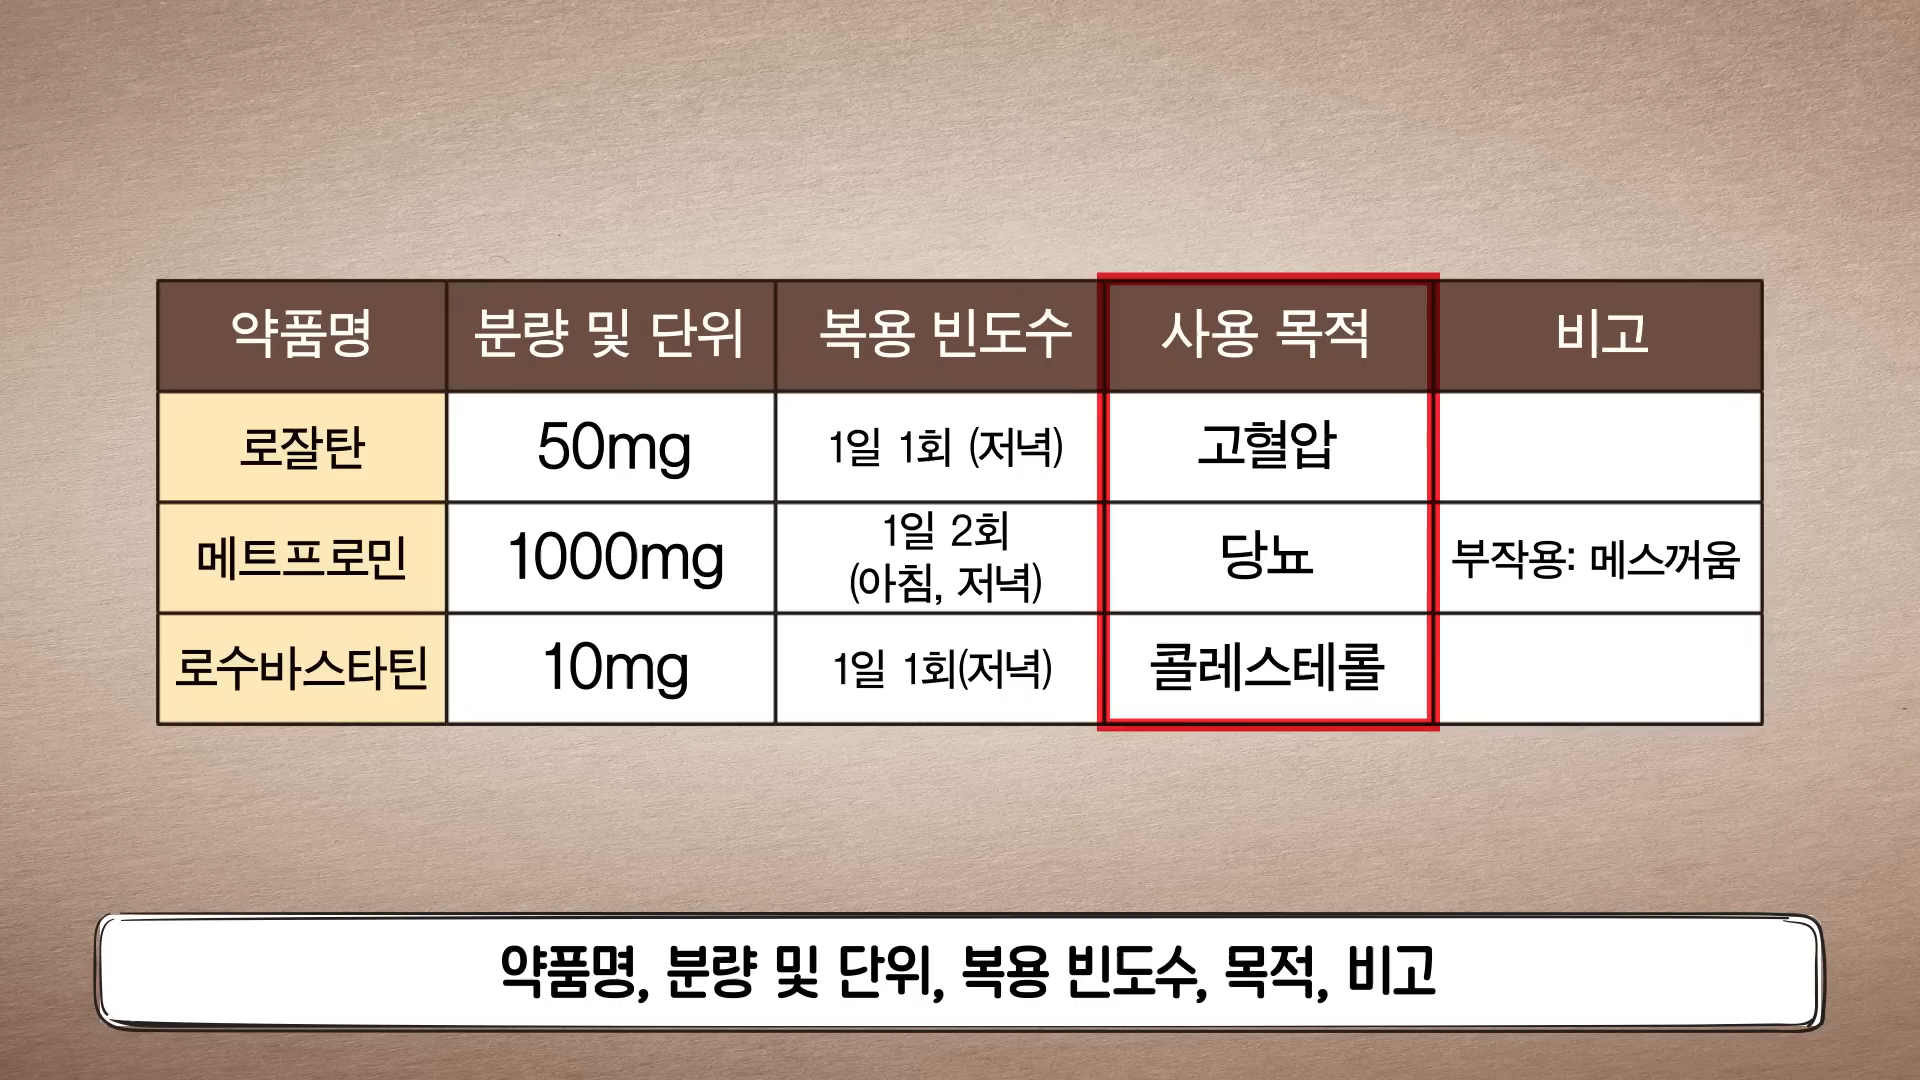 약품명 분량 및 단위 복용 빈도수 사용 목적 비고
로잘탄 50mg 1일 1회 (저녁) 고혈압
메트프로민 1000mg 1일 2회 (아침, 저녁) 당뇨 부작용: 메스꺼움
로수바스타틴 10mg 1일 1회(저녁) 콜레스테롤
약품명, 분량 및 단위, 복용 빈도수, 목적, 비고